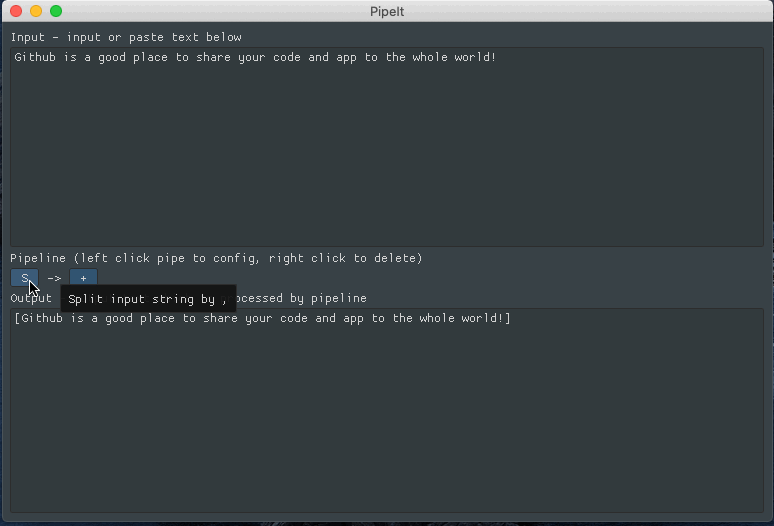 PipeIt
Input - input or paste text below
Github is a good place to share your code and app to the whole world!
Pipeline (left click pipe to config, right click to delete)
S -> +
Split input string by ,
Output ocessed by pipeline
[Github is a good place to share your code and app to the whole world!]